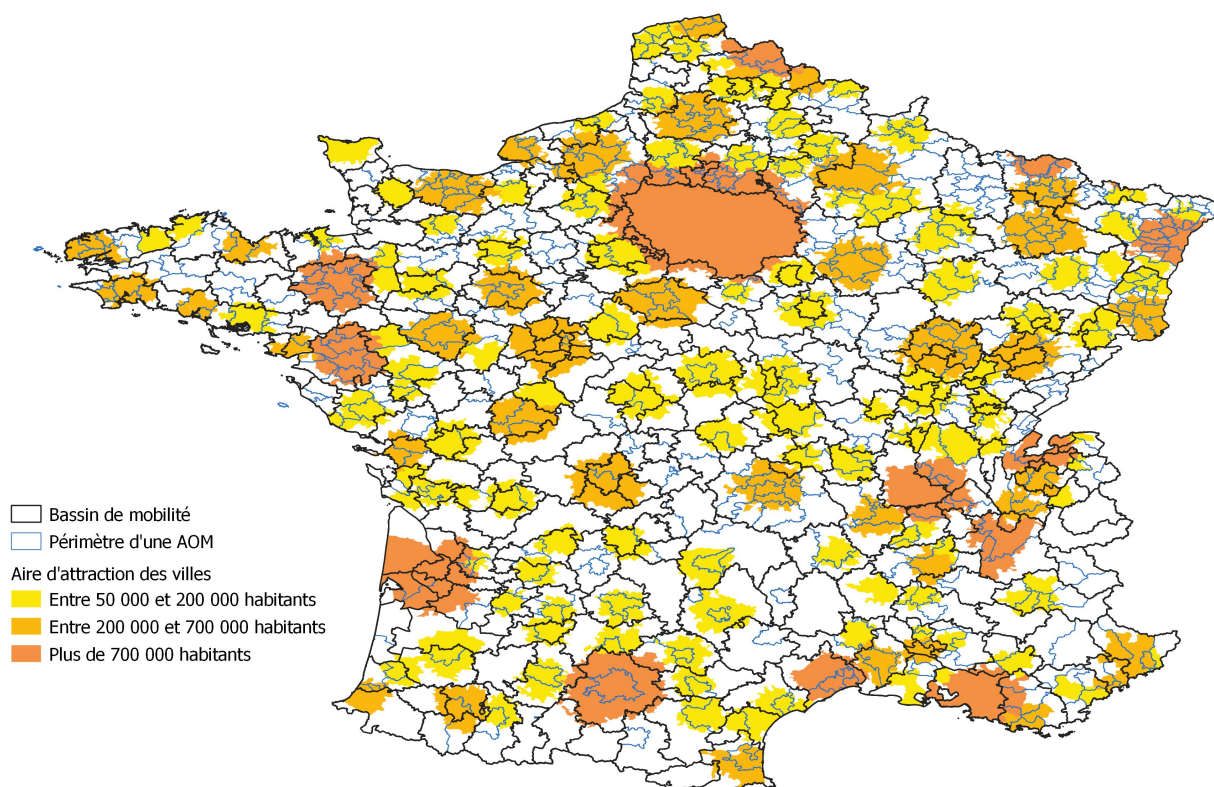 Bassin de mobilité
Périmètre d'une AOM
Aire d'attraction des villes
Entre 50 000 et 200 000 habitants
Entre 200 000 et 700 000 habitants
Plus de 700 000 habitants